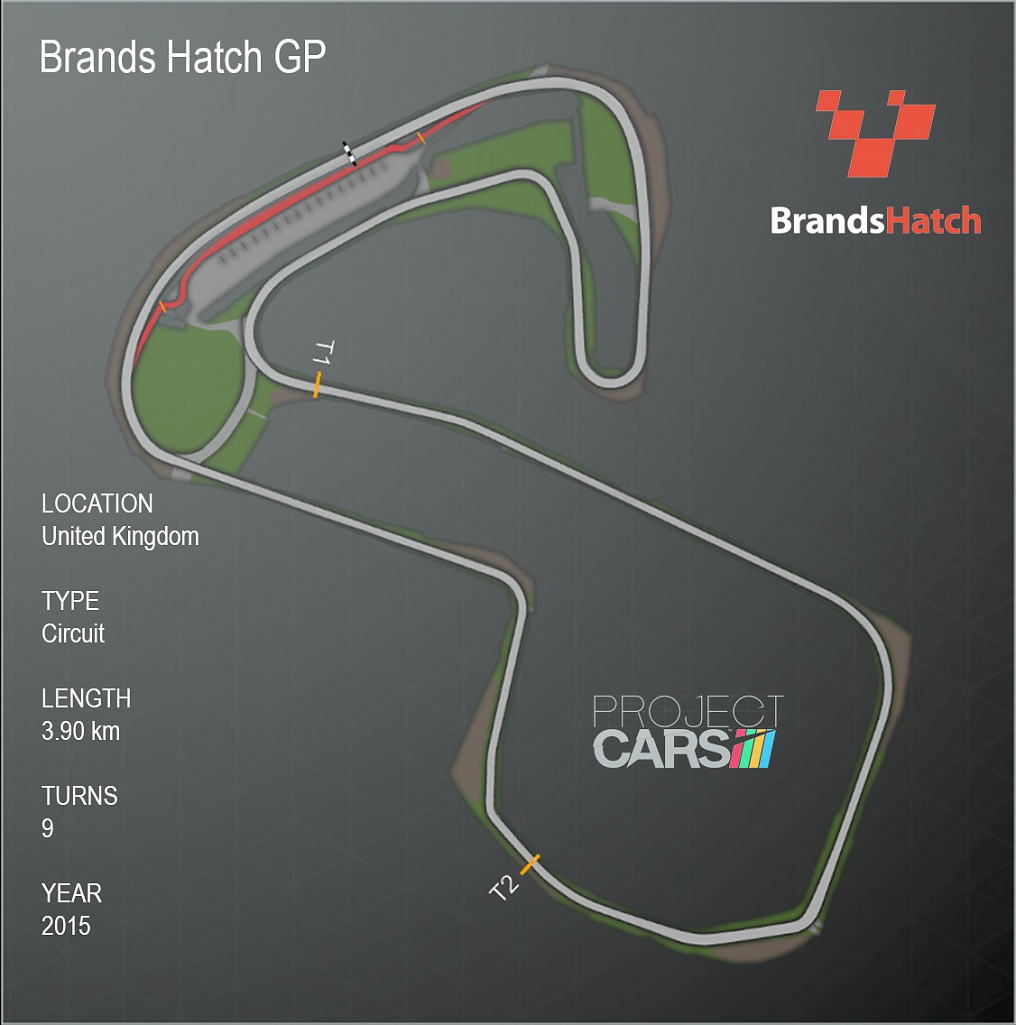 Brands Hatch GP
BrandsHatch
T1
LOCATION
United Kingdom
TYPE
Circuit
LENGTH
3.90 km
PROJECT
CARS
TURNS
9
T2
YEAR
2015